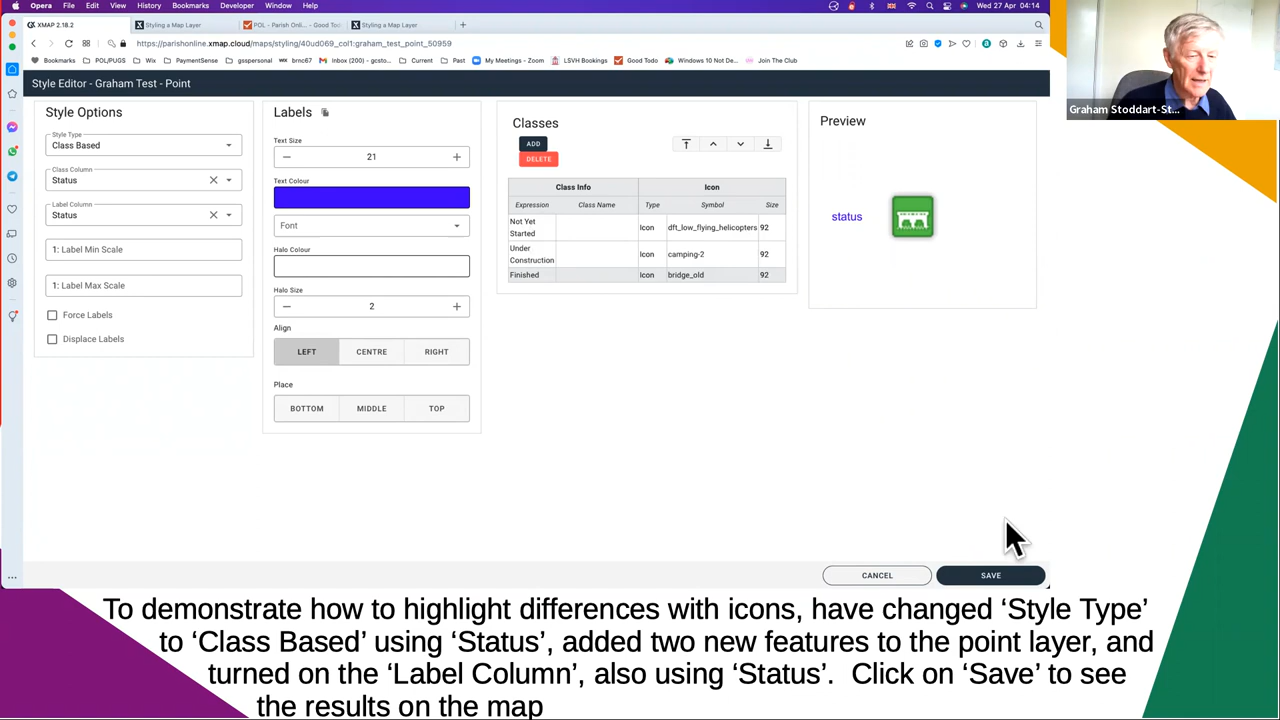 Opera File Edit View History Bookmarks Developer Window Help
Wed 27 Apr 04:14
XMAP 2.18.2
Styling a Map Layer
POL - Parish Onli... - Good Todo
Styling a Map Layer
https://parishonline.xmap.cloud/maps/styling/40ud069_col1:graham_test_point_50959
Bookmarks POL/PUGS Wix PaymentSense gsspersonal brnc67 Inbox (200) - gcsto... Current Past My Meetings - Zoom LSVH Bookings Good Todo Windows 10 Not De... Join The Club
Style Editor - Graham Test - Point
Style Options
Style Type
Class Based
Class Column
Status
Label Column
Status
1: Label Min Scale
1: Label Max Scale
Force Labels
Displace Labels
Labels
Text Size
21
Text Colour
Font
Halo Colour
Halo Size
2
Align
LEFT CENTRE RIGHT
Place
BOTTOM MIDDLE TOP
Classes
ADD
DELETE
Class Info Icon
Expression Class Name Type Symbol Size
Not Yet Started Icon dft_low_flying_helicopters 92
Under Construction Icon camping-2 92
Finished Icon bridge_old 92
Preview
status
CANCEL SAVE
Graham Stoddart-St...
To demonstrate how to highlight differences with icons, have changed ‘Style Type’
to ‘Class Based’ using ‘Status’, added two new features to the point layer, and
turned on the ‘Label Column’, also using ‘Status’. Click on ‘Save’ to see
the results on the map